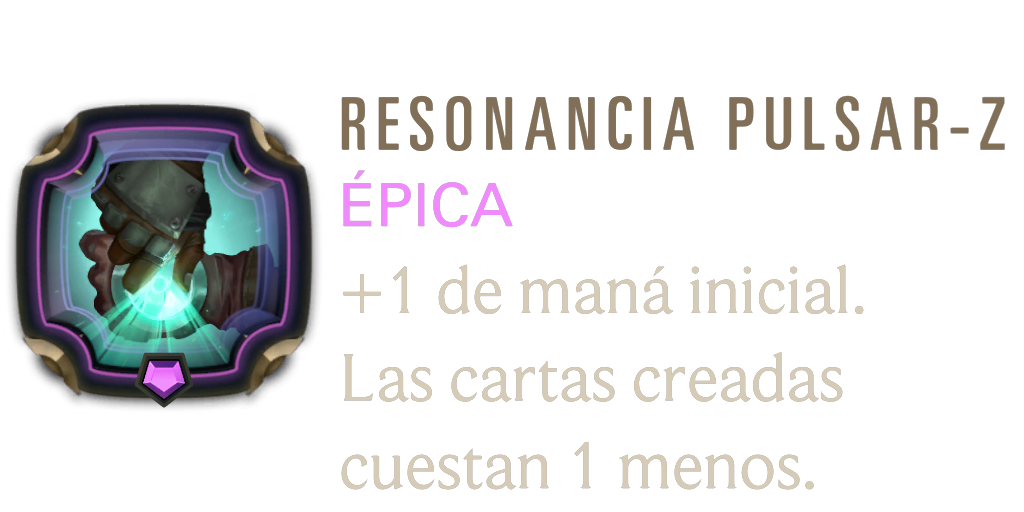 RESONANCIA PULSAR-Z
ÉPICA
+1 de maná inicial.
Las cartas creadas
cuestan 1 menos.